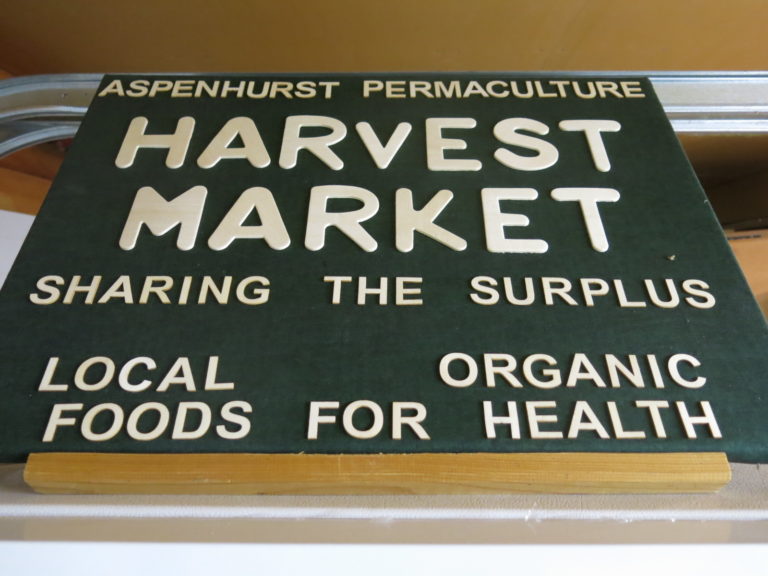 ASPENHURST PERMACULTURE
HARVEST
MARKET
SHARING THE SURPLUS
LOCAL ORGANIC
FOODS FOR HEALTH